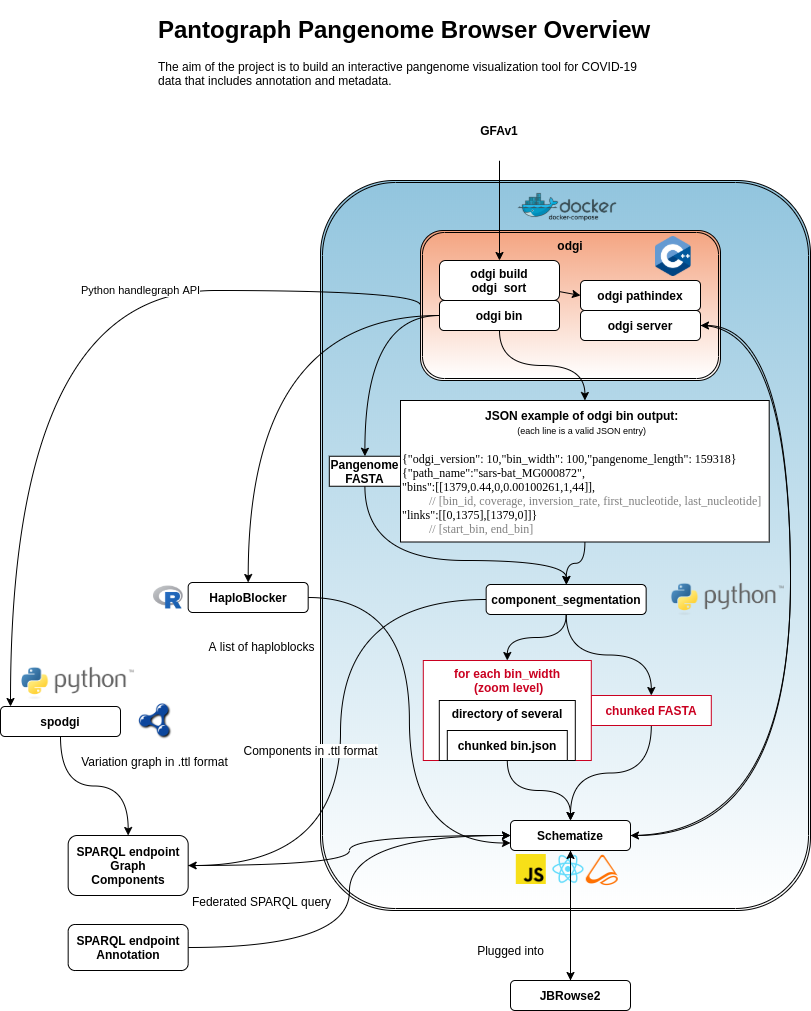 Pantograph Pangenome Browser Overview
The aim of the project is to build an interactive pangenome visualization tool for COVID-19
data that includes annotation and metadata.
GFAv1
docker
docker-compose
odgi
C++
odgi build
odgi  sort
odgi pathindex
odgi bin
odgi server
Python handlegraph API
JSON example of odgi bin output:
(each line is a valid JSON entry)
{"odgi_version": 10,"bin_width": 100,"pangenome_length": 159318}
{"path_name":"sars-bat_MG000872",
"bins":[[1379,0.44,0,0.00100261,1,44]],
// [bin_id, coverage, inversion_rate, first_nucleotide, last_nucleotide]
"links":[[0,1375],[1379,0]]}
// [start_bin, end_bin]
Pangenome
FASTA
R
HaploBlocker
component_segmentation
python™
A list of haploblocks
python™
for each bin_width
(zoom level)
directory of several
chunked bin.json
chunked FASTA
spodgi
Variation graph in .ttl format
Components in .ttl format
SPARQL endpoint
Graph
Components
Schematize
JS
Federated SPARQL query
SPARQL endpoint
Annotation
Plugged into
JBRowse2